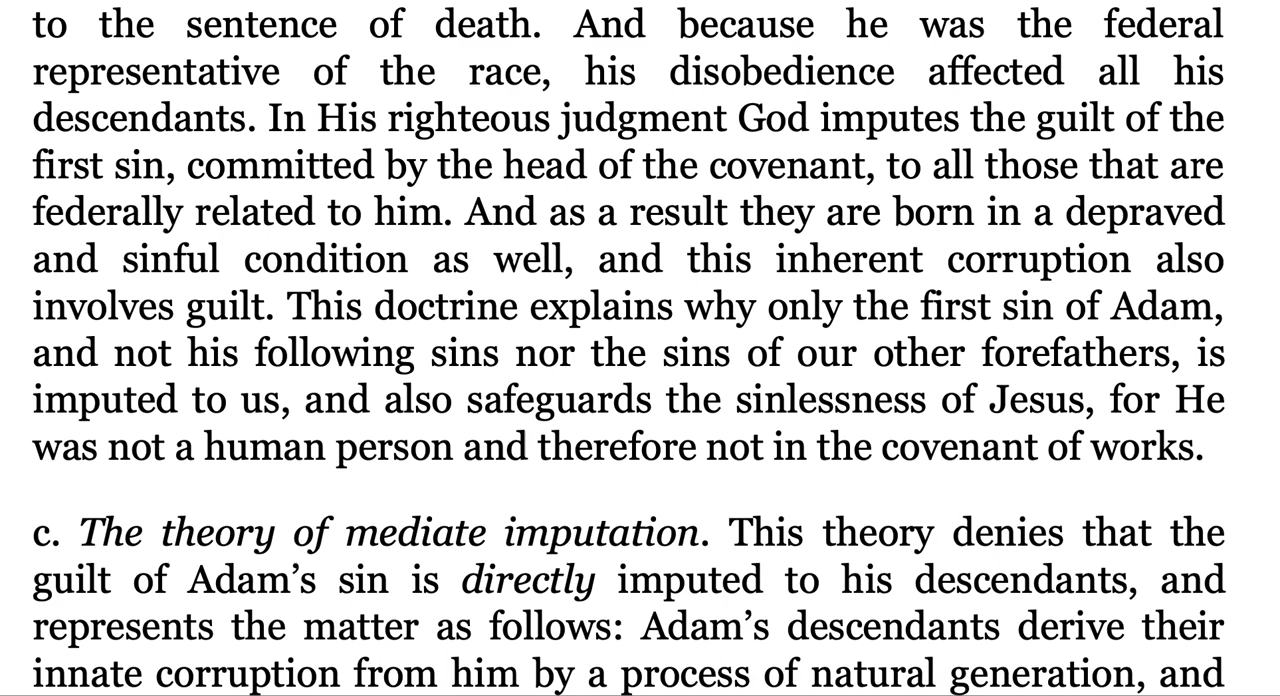 to the sentence of death. And because he was the federal
representative of the race, his disobedience affected all his
descendants. In His righteous judgment God imputes the guilt of the
first sin, committed by the head of the covenant, to all those that are
federally related to him. And as a result they are born in a depraved
and sinful condition as well, and this inherent corruption also
involves guilt. This doctrine explains why only the first sin of Adam,
and not his following sins nor the sins of our other forefathers, is
imputed to us, and also safeguards the sinlessness of Jesus, for He
was not a human person and therefore not in the covenant of works.
c. The theory of mediate imputation. This theory denies that the
guilt of Adam’s sin is directly imputed to his descendants, and
represents the matter as follows: Adam’s descendants derive their
innate corruption from him by a process of natural generation, and